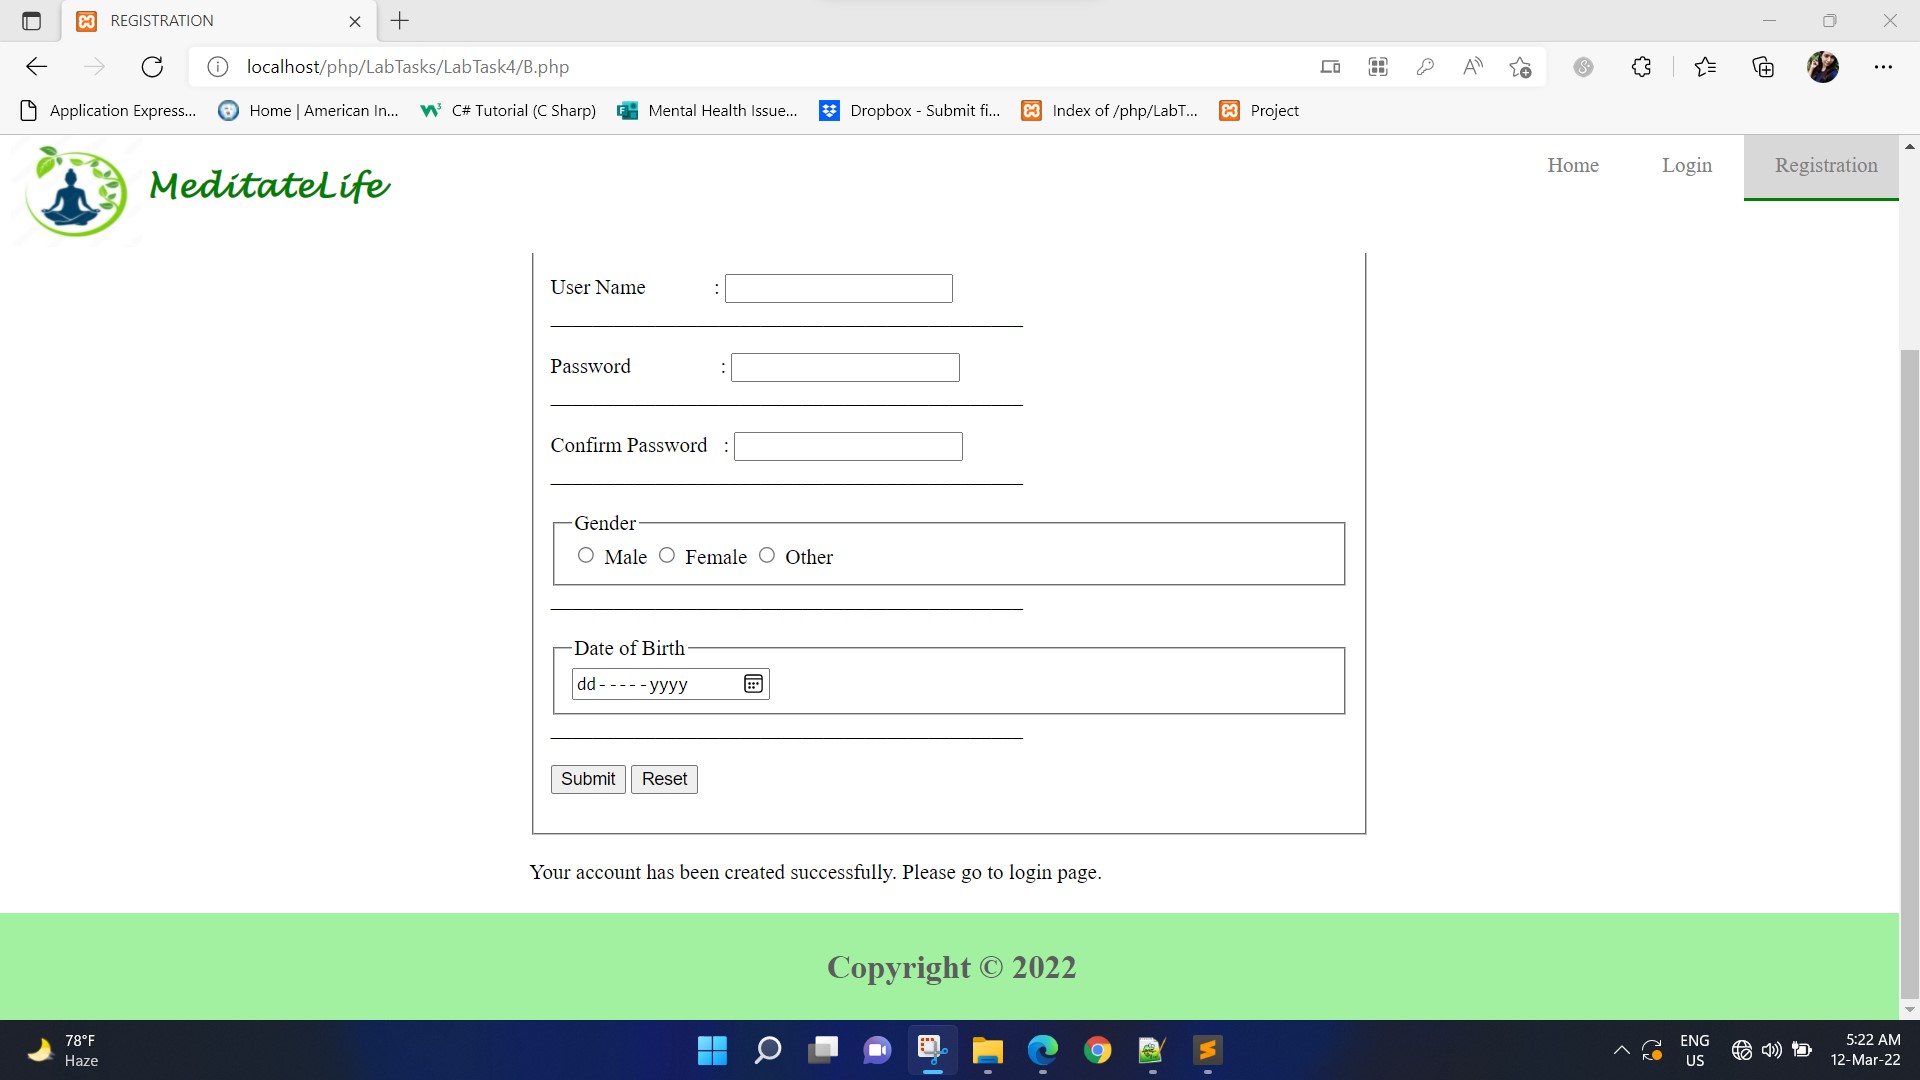 REGISTRATION
localhost/php/LabTasks/LabTask4/B.php
Application Express... Home | American In... C# Tutorial (C Sharp) Mental Health Issue... Dropbox - Submit fi... Index of /php/LabT... Project
MeditateLife
Home Login Registration
User Name :
Password :
Confirm Password :
Gender
Male Female Other
Date of Birth
dd-----yyyy
Submit Reset
Your account has been created successfully. Please go to login page.
Copyright © 2022
78°F
Haze
ENG
US
5:22 AM
12-Mar-22